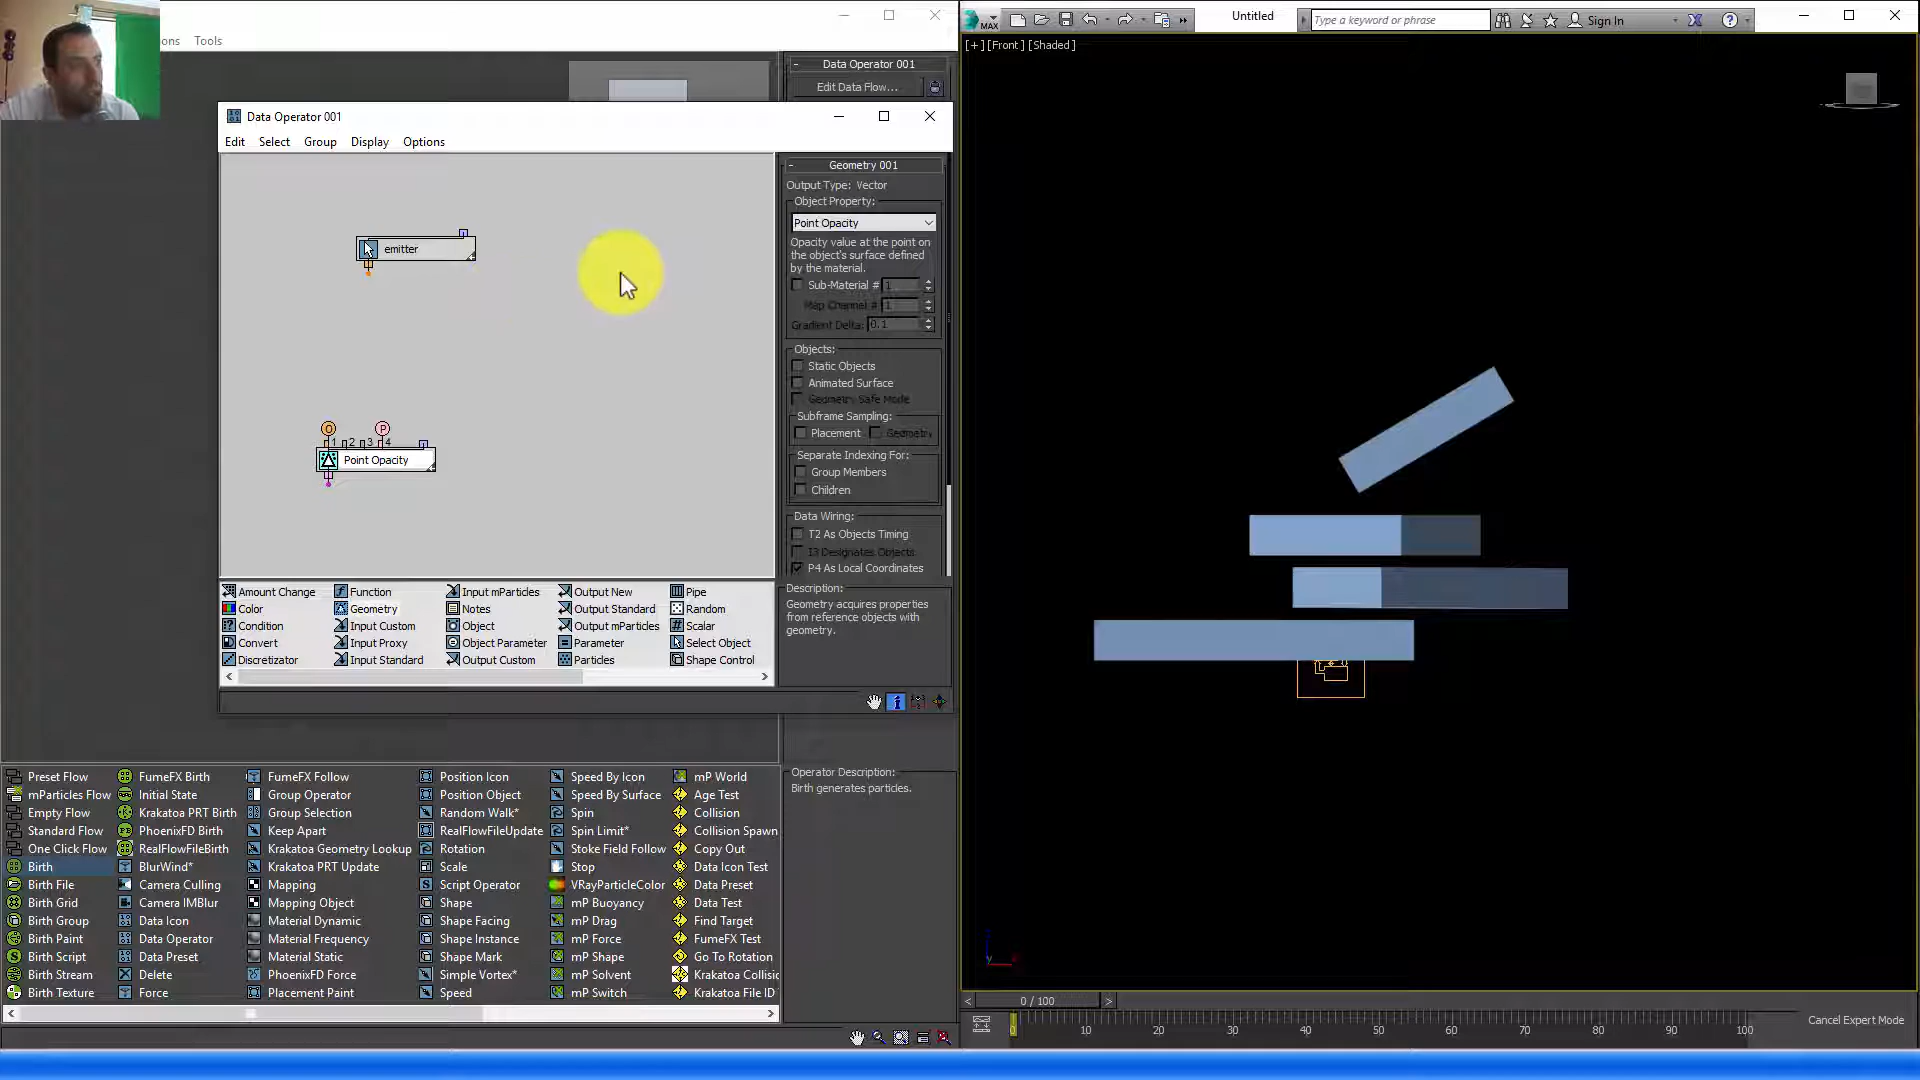 ons Tools
Data Operator 001
Edit Data Flow...
Data Operator 001
Edit Select Group Display Options
emitter
O P
1 2 3 4
Point Opacity
Geometry 001
Output Type: Vector
Object Property:
Point Opacity
Opacity value at the point on
the object's surface defined
by the material.
Sub-Material # 1
Map Channel # 1
Gradient Delta: 0.1
Objects:
Static Objects
Animated Surface
Geometry Safe Mode
Subframe Sampling:
Placement Geometry
Separate Indexing For:
Group Members
Children
Data Wiring:
T2 As Objects Timing
I3 Designates Objects
P4 As Local Coordinates
Description:
Geometry acquires properties
from reference objects with
geometry.
Amount Change Function Input mParticles Output New Pipe
Color Geometry Notes Output Standard Random
Condition Input Custom Object Output mParticles Scalar
Convert Input Proxy Object Parameter Parameter Select Object
Discretizator Input Standard Output Custom Particles Shape Control
Operator Description:
Birth generates particles.
Preset Flow FumeFX Birth FumeFX Follow Position Icon Speed By Icon mP World
mParticles Flow Initial State Group Operator Position Object Speed By Surface Age Test
Empty Flow Krakatoa PRT Birth Group Selection Random Walk* Spin Collision
Standard Flow PhoenixFD Birth Keep Apart RealFlowFileUpdate Spin Limit* Collision Spawn
One Click Flow RealFlowFileBirth Krakatoa Geometry Lookup Rotation Stoke Field Follow Copy Out
Birth BlurWind* Krakatoa PRT Update Scale Stop Data Icon Test
Birth File Camera Culling Mapping Script Operator VRayParticleColor Data Preset
Birth Grid Camera IMBlur Mapping Object Shape mP Buoyancy Data Test
Birth Group Data Icon Material Dynamic Shape Facing mP Drag Find Target
Birth Paint Data Operator Material Frequency Shape Instance mP Force FumeFX Test
Birth Script Data Preset Material Static Shape Mark mP Shape Go To Rotation
Birth Stream Delete PhoenixFD Force Simple Vortex* mP Solvent Krakatoa Collisic
Birth Texture Force Placement Paint Speed mP Switch Krakatoa File ID
MAX Untitled Type a keyword or phrase Sign In
[+] [Front ] [Shaded ]
0 / 100
0 10 20 30 40 50 60 70 80 90 100
Cancel Expert Mode